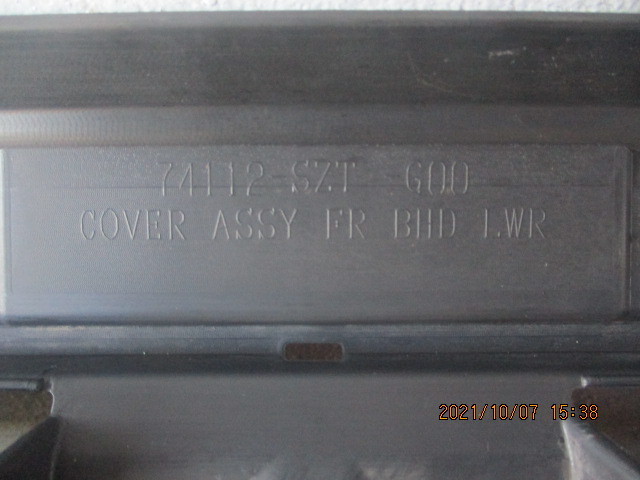 74112-SZT G00
COVER ASSY FR BHD LWR
2021/10/07 15:38